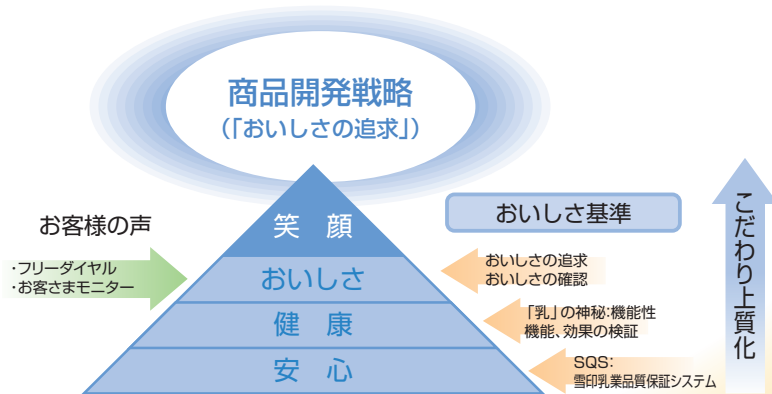 商品開発戦略
(「おいしさの追求」)
お客様の声
・フリーダイヤル
・お客さまモニター
笑 顔
おいしさ
健 康
安 心
おいしさ基準
おいしさの追求
おいしさの確認
「乳」の神秘:機能性
機能、効果の検証
SQS:
雪印乳業品質保証システム
こだわり上質化